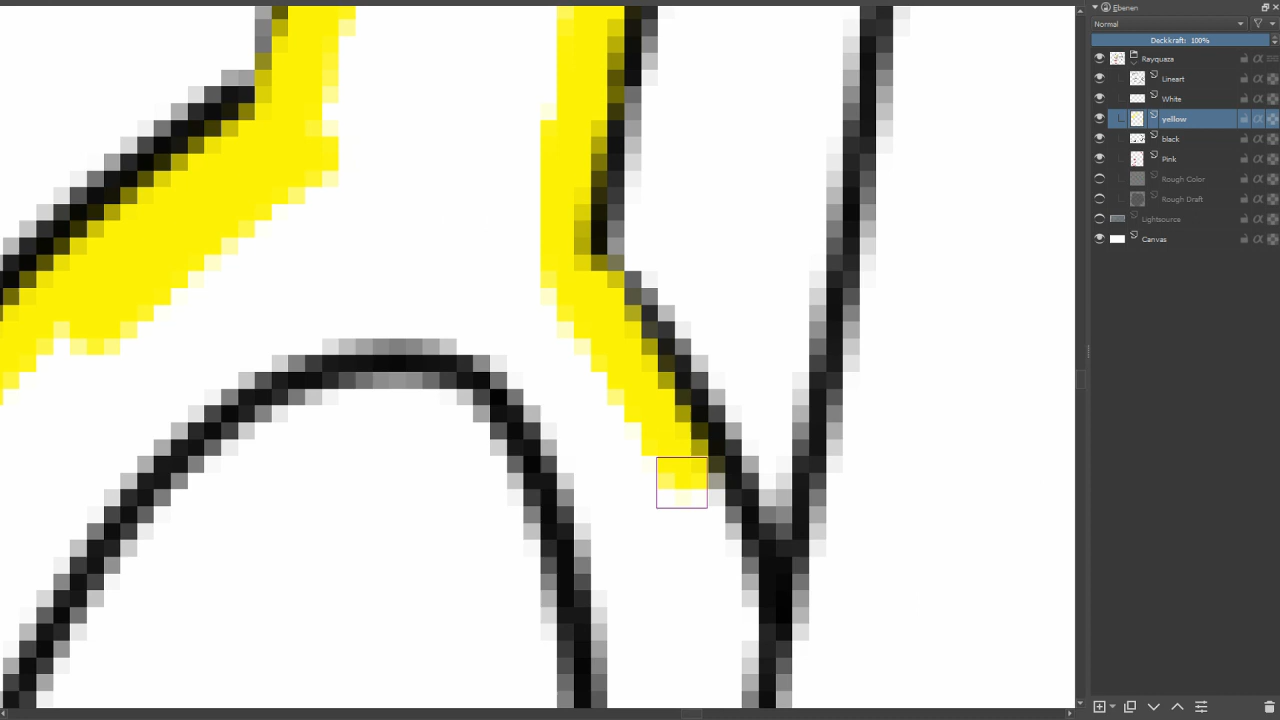 Ebenen
Normal
Deckkraft: 100%
Rayquaza
Lineart
White
yellow
black
Pink
Rough Color
Rough Draft
Lightsource
Canvas